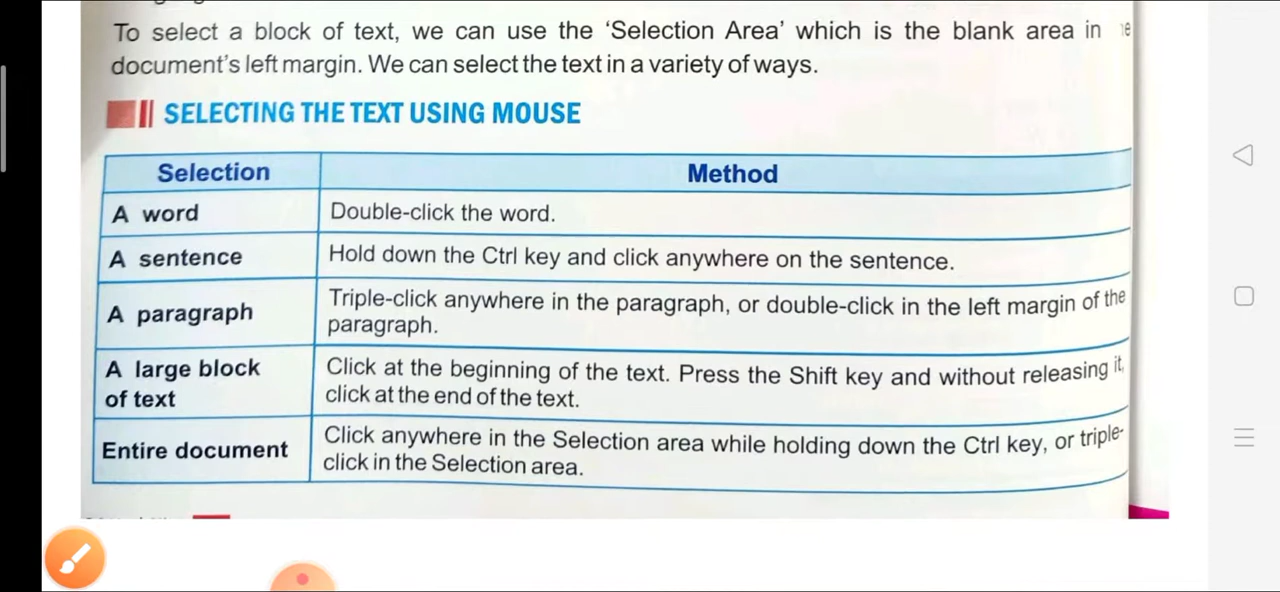 To select a block of text, we can use the ‘Selection Area’ which is the blank area in
document’s left margin. We can select the text in a variety of ways.
SELECTING THE TEXT USING MOUSE
Selection Method
A word Double-click the word.
A sentence Hold down the Ctrl key and click anywhere on the sentence.
A paragraph Triple-click anywhere in the paragraph, or double-click in the left margin of the
paragraph.
A large block Click at the beginning of the text. Press the Shift key and without releasing it,
of text click at the end of the text.
Entire document Click anywhere in the Selection area while holding down the Ctrl key, or triple-
click in the Selection area.